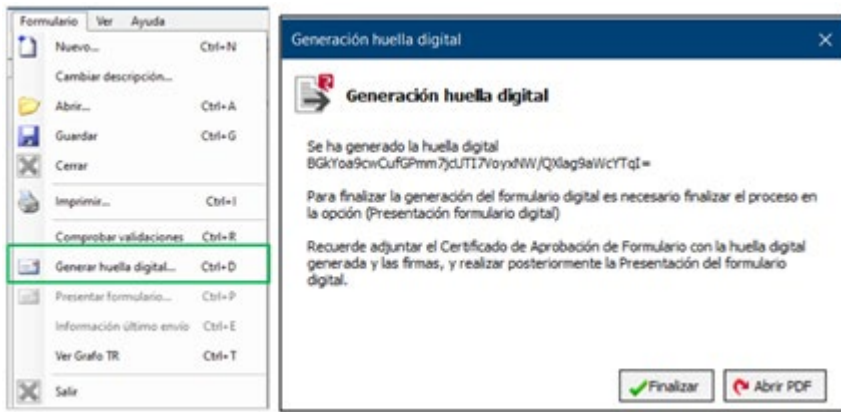 Formulario Ver Ayuda
Nuevo... Ctrl+N
Cambiar descripción...
Abrir... Ctrl+A
Guardar Ctrl+G
Cerrar
Imprimir... Ctrl+I
Comprobar validaciones Ctrl+R
Generar huella digital... Ctrl+D
Presentar formulario... Ctrl+P
Información último envío Ctrl+E
Ver Grafo TR Ctrl+T
Salir
Generación huella digital
Generación huella digital
Se ha generado la huella digital
BGkYoa9cwCufGPmm7jcUTI7VoyxNW/QXlag9aWcYTqI=
Para finalizar la generación del formulario digital es necesario finalizar el proceso en
la opción (Presentación formulario digital)
Recuerde adjuntar el Certificado de Aprobación de Formulario con la huella digital
generada y las firmas, y realizar posteriormente la Presentación del formulario
digital.
Finalizar Abrir PDF